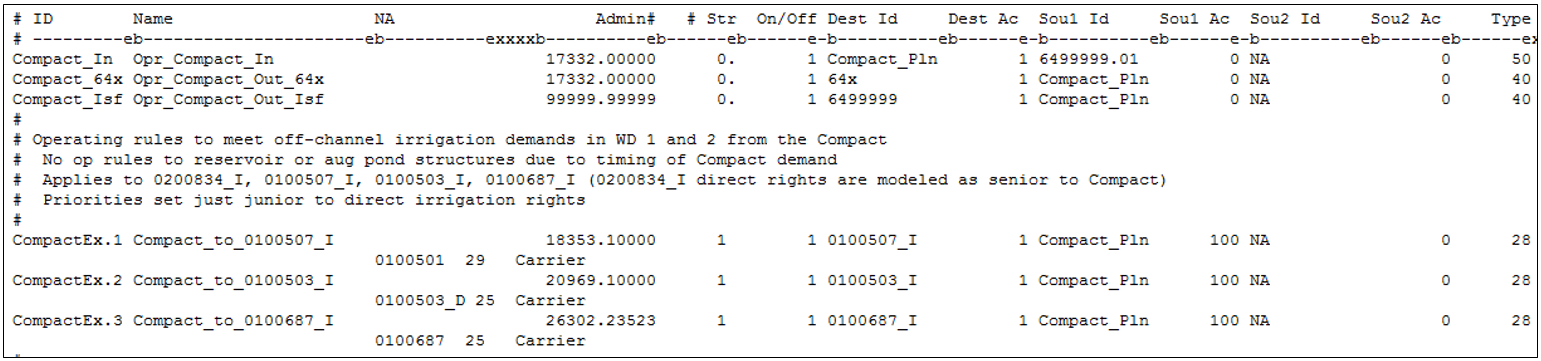 # ID       Name                    NA                    Admin#   # Str  On/Off Dest Id     Dest Ac  Sou1 Id     Sou1 Ac  Sou2 Id     Sou2 Ac     Type
# ---------eb----------------------eb----------exxxxb----------eb------eb------e-b----------eb------e-b----------eb------e-b----------eb------eb------ex
Compact_In  Opr_Compact_In                      17332.00000      0.       1 Compact_Pln        1 6499999.01         0 NA                 0      50
Compact_64x Opr_Compact_Out_64x                 17332.00000      0.       1 64x                1 Compact_Pln        0 NA                 0      40
Compact_Isf Opr_Compact_Out_Isf                 99999.99999      0.       1 6499999            1 Compact_Pln        0 NA                 0      40
#
# Operating rules to meet off-channel irrigation demands in WD 1 and 2 from the Compact
#  No op rules to reservoir or aug pond structures due to timing of Compact demand
#  Applies to 0200834_I, 0100507_I, 0100503_I, 0100687_I (0200834_I direct rights are modeled as senior to Compact)
#  Priorities set just junior to direct irrigation rights
#
CompactEx.1 Compact_to_0100507_I                18353.10000      1        1 0100507_I          1 Compact_Pln      100 NA                 0      28
0100501  29   Carrier
CompactEx.2 Compact_to_0100503_I                20969.10000      1        1 0100503_I          1 Compact_Pln      100 NA                 0      28
0100503_D 25  Carrier
CompactEx.3 Compact_to_0100687_I                26302.23523      1        1 0100687_I          1 Compact_Pln      100 NA                 0      28
0100687  25   Carrier